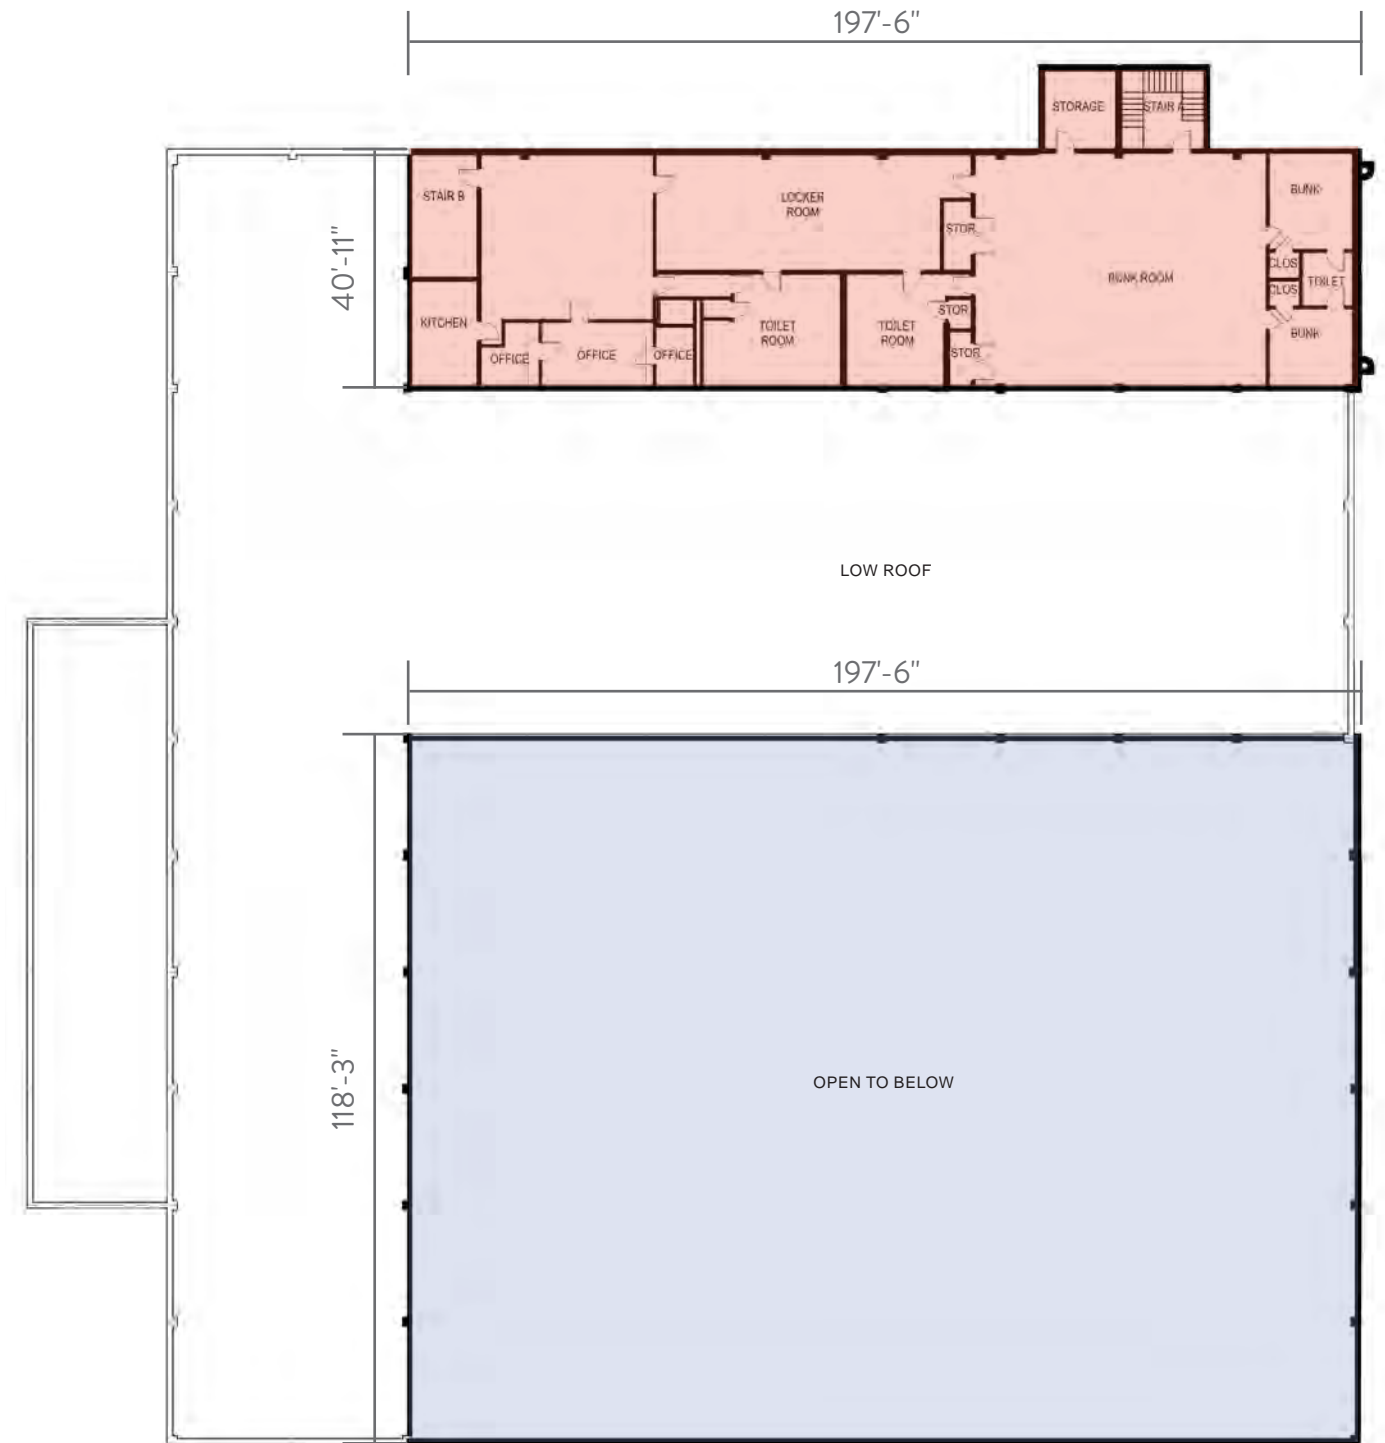 197'-6"
STORAGE
STAIR A
40'-11"
STAIR B
LOCKER
ROOM
BUNK
STOR
BUNK ROOM
CLOS
TOILET
CLOS
KITCHEN
STOR
TOILET
ROOM
TOILET
ROOM
BUNK
OFFICE
OFFICE
OFFICE
STOR
LOW ROOF
197'-6"
118'-3"
OPEN TO BELOW